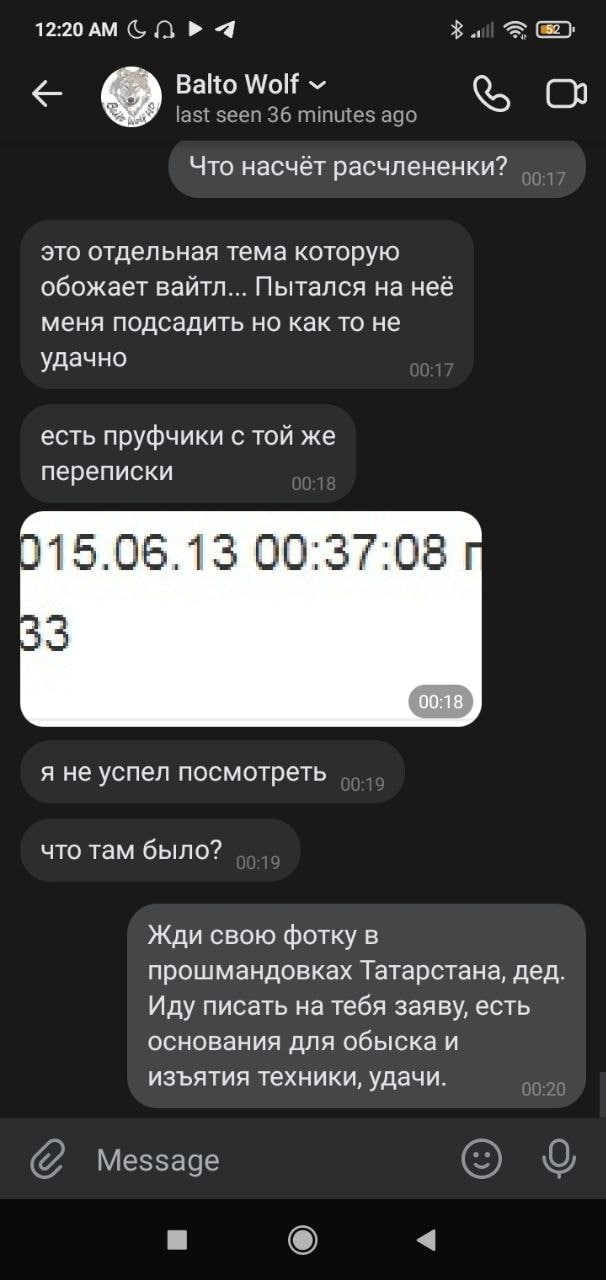 12:20 AM
52
Balto Wolf
last seen 36 minutes ago
Что насчёт расчлененки?
00:17
это отдельная тема которую
обожает вайтл... Пытался на неё
меня подсадить но как то не
удачно
00:17
есть пруфчики с той же
переписки
00:18
015.06.13 00:37:08
33
00:18
я не успел посмотреть
00:19
что там было?
00:19
Жди свою фотку в
прошмандовках Татарстана, дед.
Иду писать на тебя заяву, есть
основания для обыска и
изъятия техники, удачи.
00:20
Message